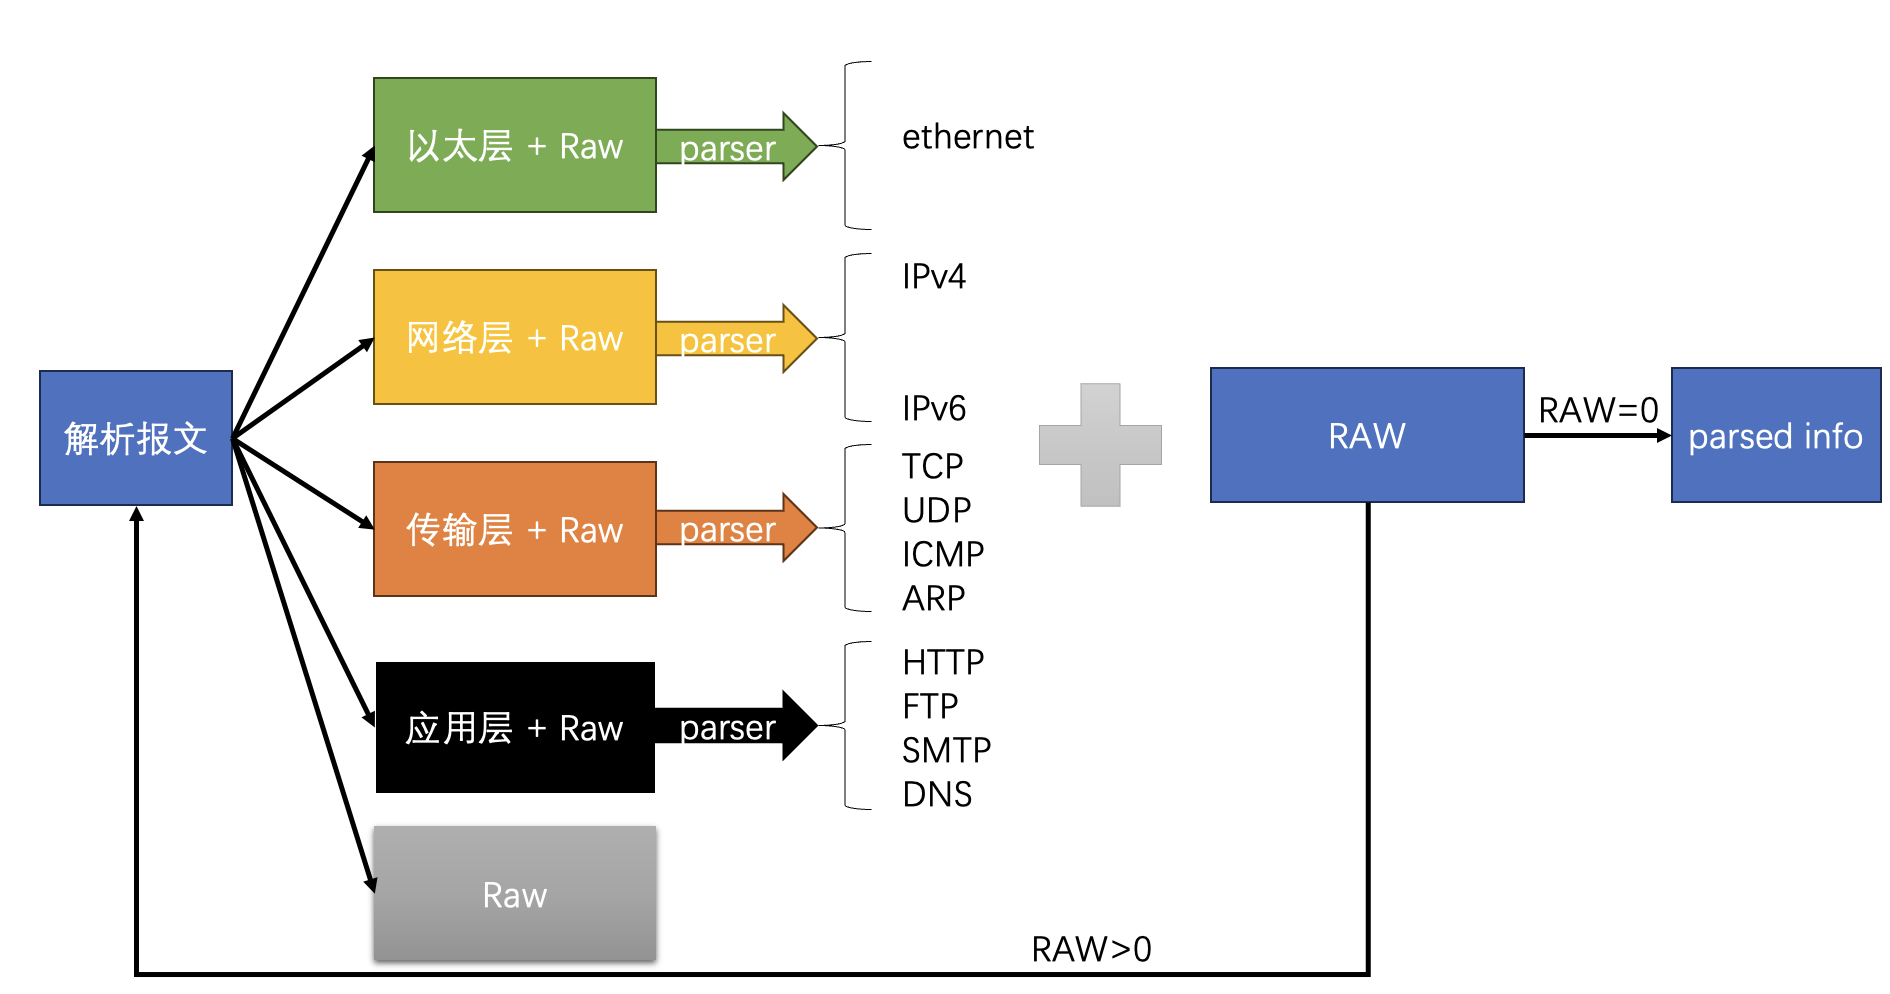 以太层 + Raw
parser
ethernet
网络层 + Raw
parser
IPv4
IPv6
解析报文
传输层 + Raw
parser
TCP
UDP
ICMP
ARP
应用层 + Raw
parser
HTTP
FTP
SMTP
DNS
Raw
RAW
RAW=0
parsed info
RAW>0